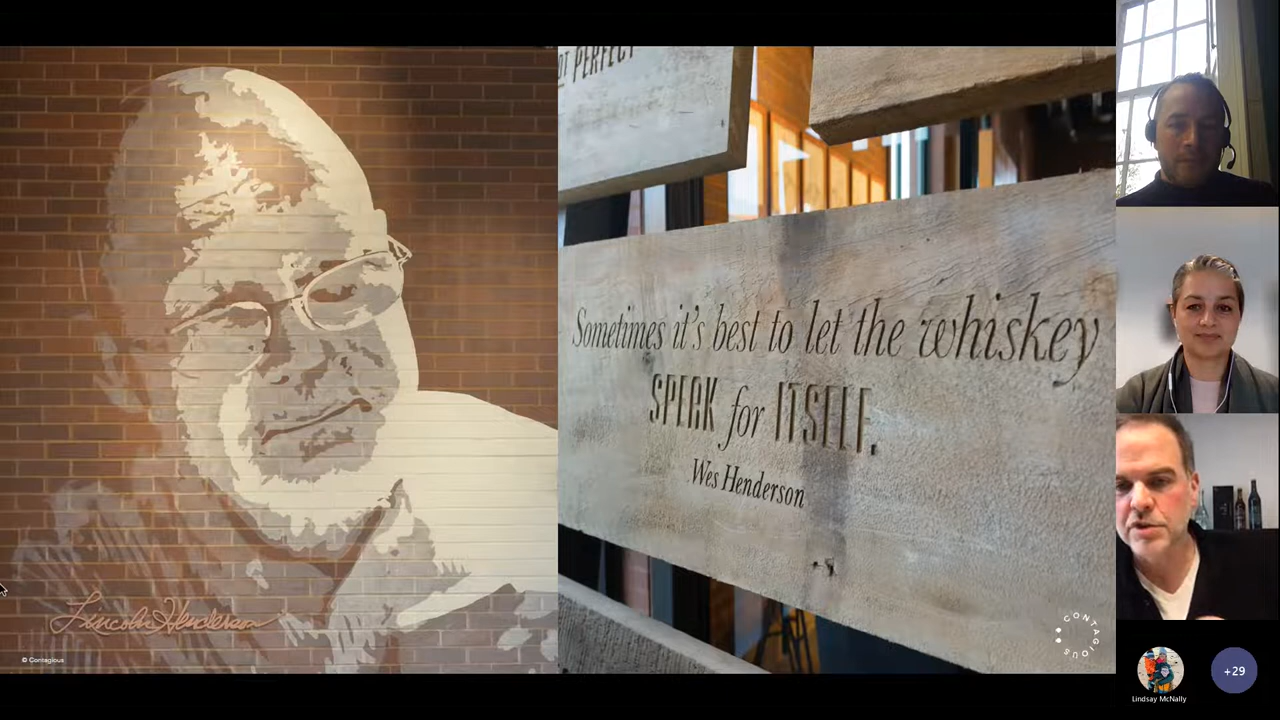 Lincoln Henderson
© Contagious
OT PERFECT
Sometimes it's best to let the whiskey
SPEAK for ITSELF.
Wes Henderson
CONTAGIOUS
Lindsay McNally
+29